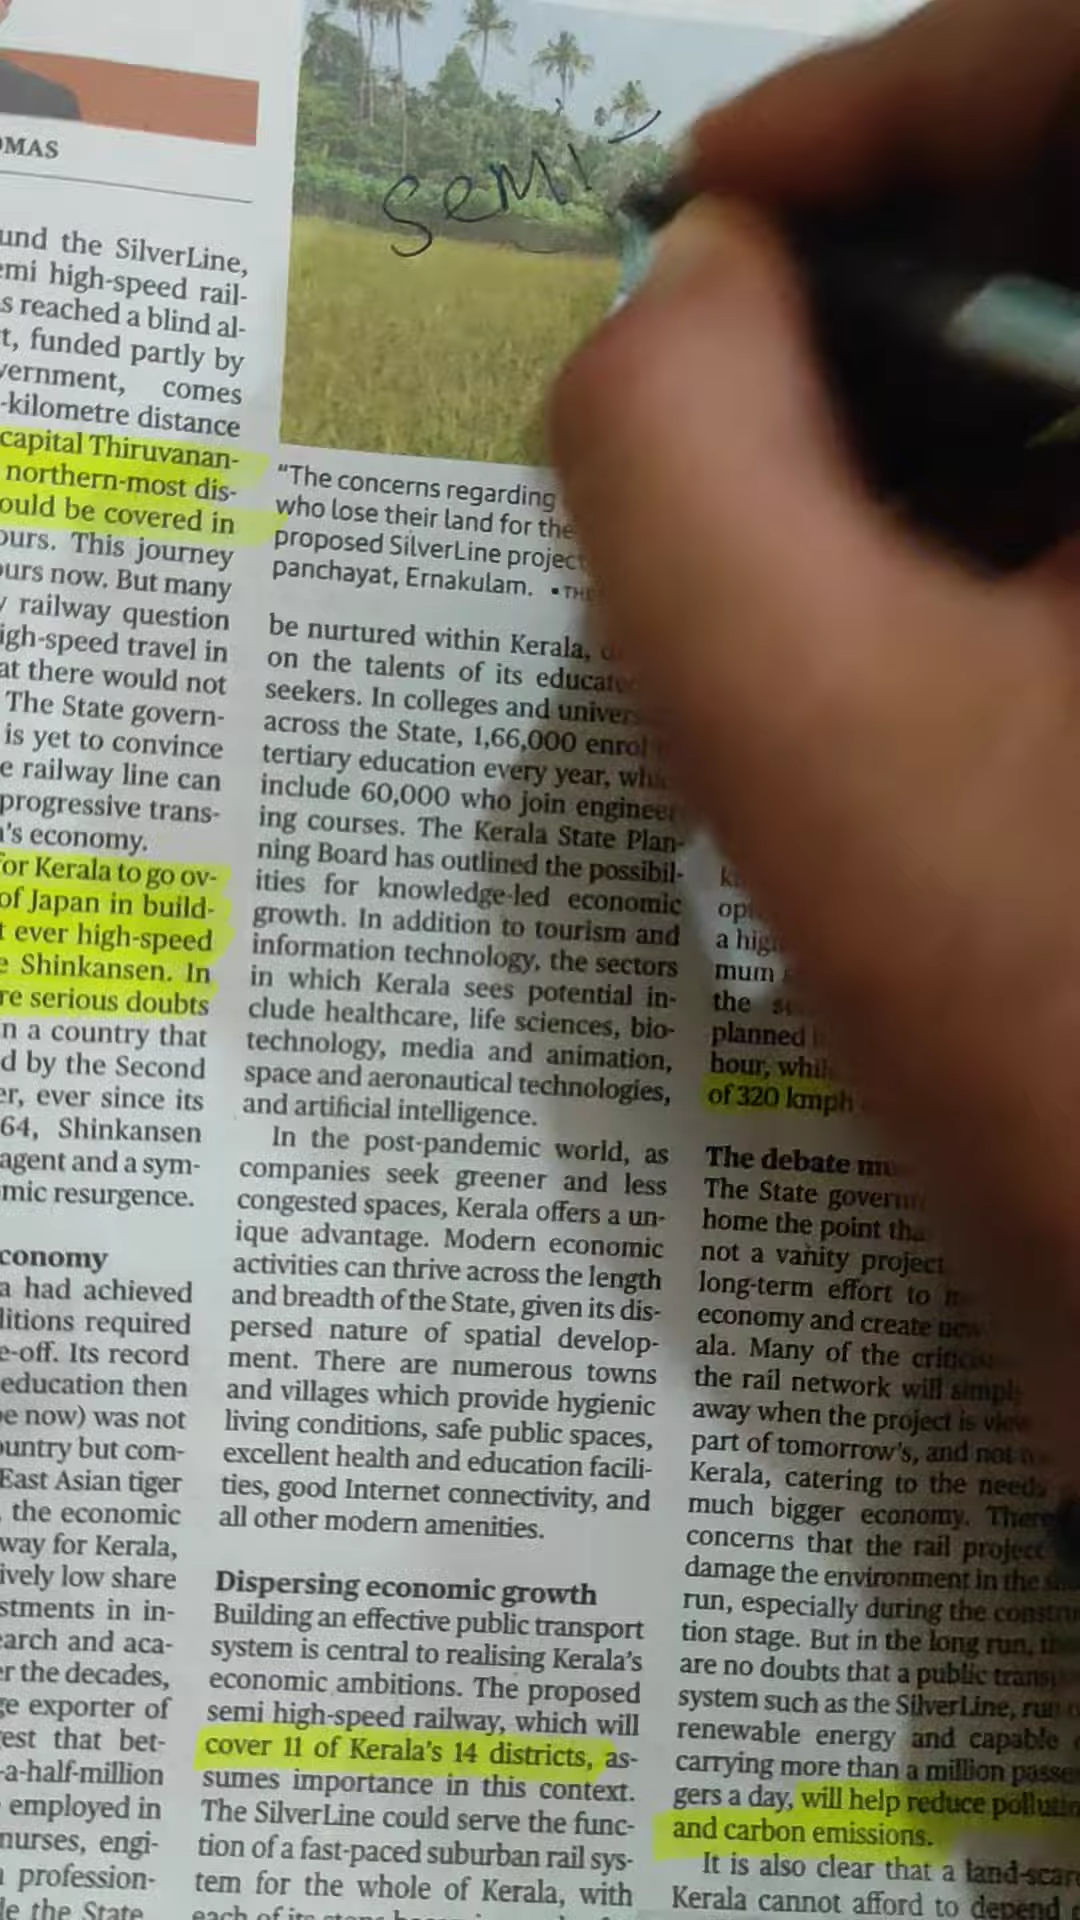 OMAS
und the SilverLine,
emi high-speed rail-
s reached a blind al-
t, funded partly by
vernment, comes
-kilometre distance
capital Thiruvanan-
northern-most dis-
ould be covered in
ours. This journey
ours now. But many
y railway question
igh-speed travel in
at there would not
The State govern-
is yet to convince
e railway line can
progressive trans-
's economy.
or Kerala to go ov-
of Japan in build-
t ever high-speed
e Shinkansen. In
re serious doubts
n a country that
d by the Second
er, ever since its
64, Shinkansen
agent and a sym-
mic resurgence.
conomy
a had achieved
litions required
e-off. Its record
education then
be now) was not
ountry but com-
East Asian tiger
the economic
way for Kerala,
ively low share
stments in in-
earch and aca-
er the decades,
ge exporter of
est that bet-
-a-half-million
employed in
nurses, engi-
profession-
le the State
semi
"The concerns regarding
who lose their land for the
proposed SilverLine project
panchayat, Ernakulam. • THE
be nurtured within Kerala,
on the talents of its educate
seekers. In colleges and univers
across the State, 1,66,000 enrol
tertiary education every year, whi
include 60,000 who join engineer-
ing courses. The Kerala State Plan-
ning Board has outlined the possibil-
ities for knowledge-led economic
growth. In addition to tourism and
information technology, the sectors
in which Kerala sees potential in-
clude healthcare, life sciences, bio-
technology, media and animation,
space and aeronautical technologies,
and artificial intelligence.
In the post-pandemic world, as
companies seek greener and less
congested spaces, Kerala offers a un-
ique advantage. Modern economic
activities can thrive across the length
and breadth of the State, given its dis-
persed nature of spatial develop-
ment. There are numerous towns
and villages which provide hygienic
living conditions, safe public spaces,
excellent health and education facili-
ties, good Internet connectivity, and
all other modern amenities.
Dispersing economic growth
Building an effective public transport
system is central to realising Kerala's
economic ambitions. The proposed
semi high-speed railway, which will
cover 11 of Kerala's 14 districts, as-
sumes importance in this context.
The SilverLine could serve the func-
tion of a fast-paced suburban rail sys-
tem for the whole of Kerala, with
each of its
a hig
mum
the
planned
hour, whil
of 320 kmph
The debate
The State govern
home the point tha
not a vanity project
long-term effort to
economy and create new
ala. Many of the
the rail network will simply
away when the project is view
part of tomorrow's, and not
Kerala, catering to the needs
much bigger economy. There
concerns that the rail project
damage the environment in the
run, especially during the constru
tion stage. But in the long run,
are no doubts that a public trans
system such as the SilverLine, run
renewable energy and capable
carrying more than a million passe
gers a day, will help reduce pollutio
and carbon emissions.
It is also clear that a land-scar
Kerala cannot afford to depend